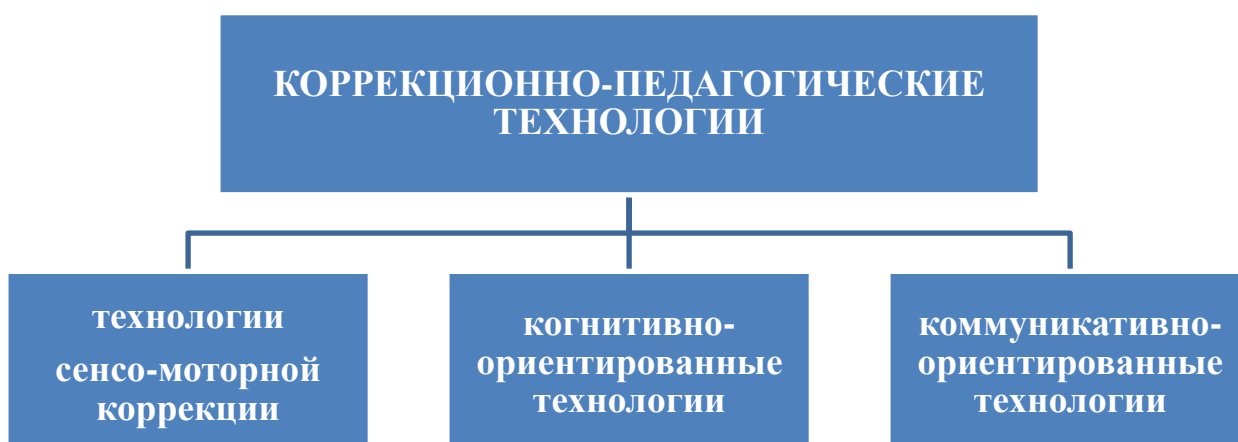 КОРРЕКЦИОННО-ПЕДАГОГИЧЕСКИЕ
ТЕХНОЛОГИИ
технологии
сенсо-моторной
коррекции
когнитивно-
ориентированные
технологии
коммуникативно-
ориентированные
технологии